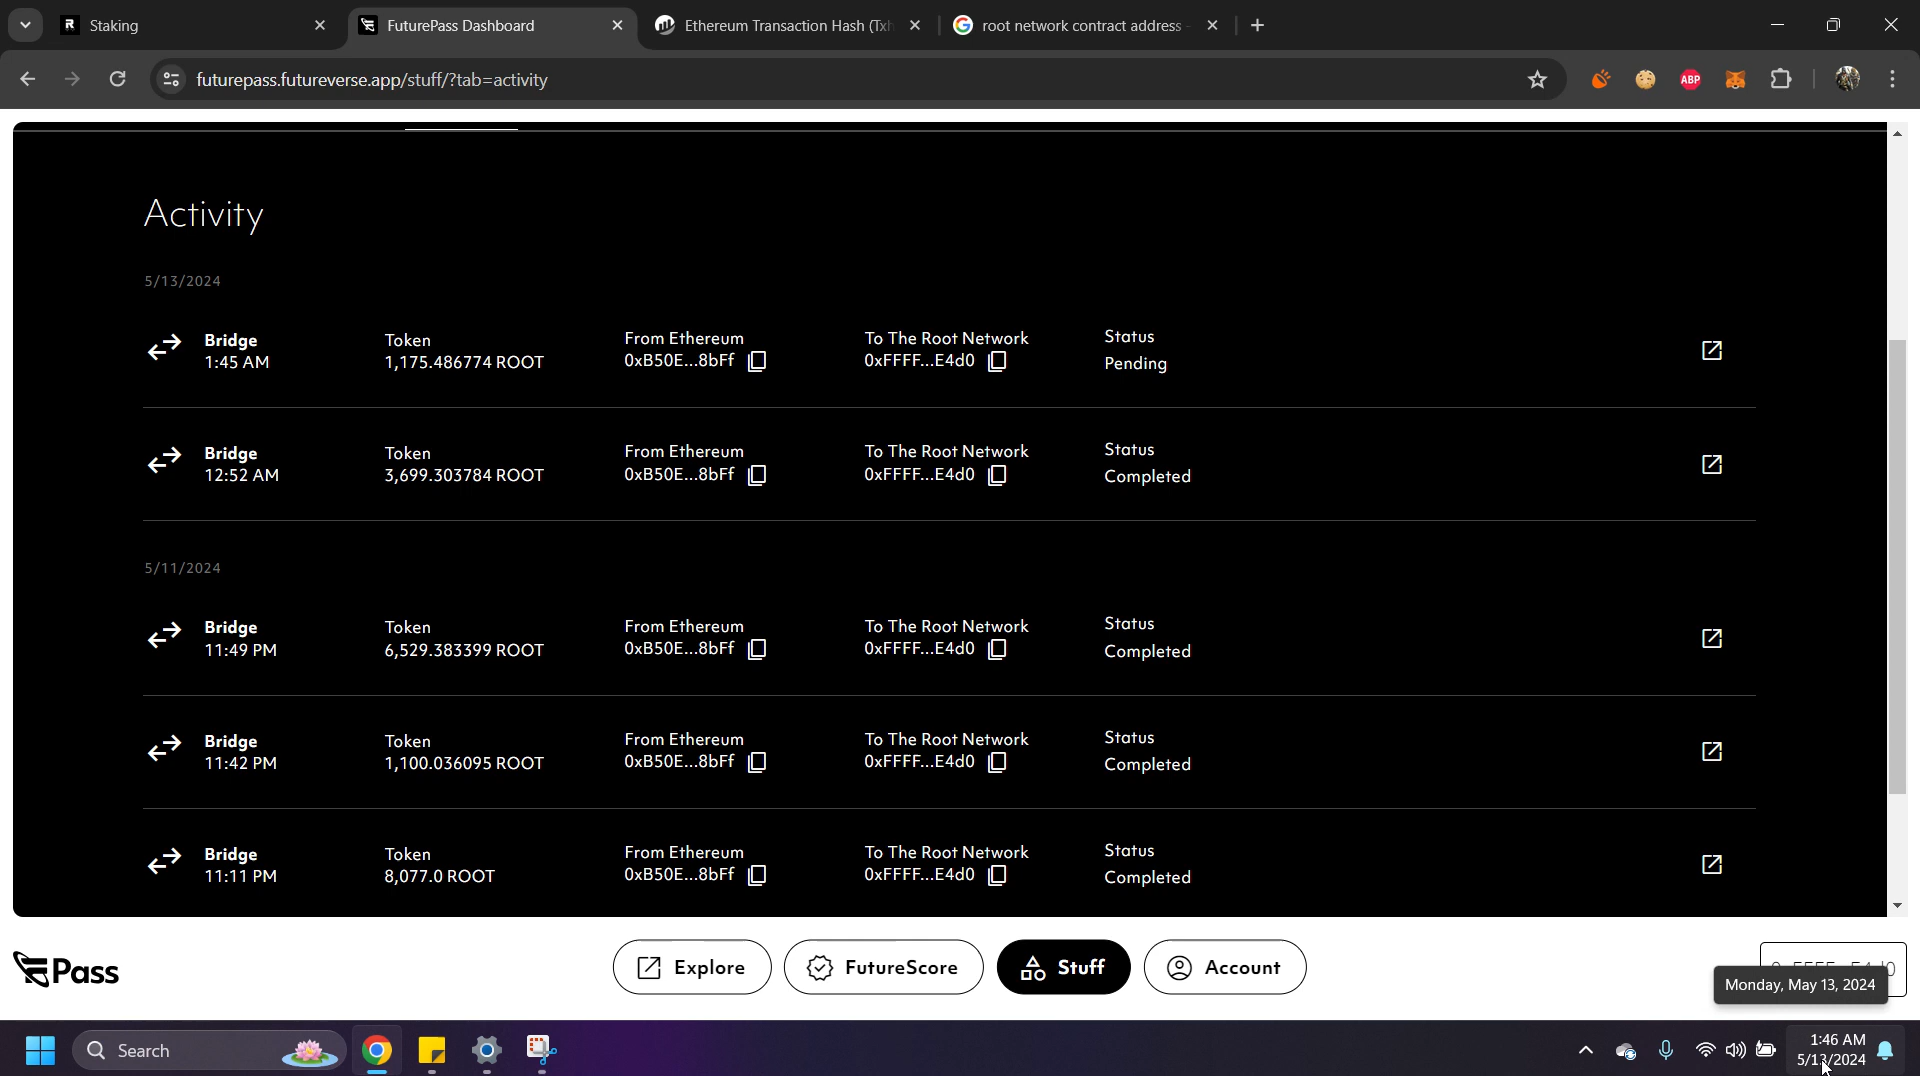 Staking
FuturePass Dashboard
Ethereum Transaction Hash (Txh
root network contract address -
futurepass.futureverse.app/stuff/?tab=activity
ABP
Activity
5/13/2024
Bridge Token From Ethereum To The Root Network Status
1:45 AM 1,175.486774 ROOT 0xB50E...8bFf 0xFFFF...E4d0 Pending
Bridge Token From Ethereum To The Root Network Status
12:52 AM 3,699.303784 ROOT 0xB50E...8bFf 0xFFFF...E4d0 Completed
5/11/2024
Bridge Token From Ethereum To The Root Network Status
11:49 PM 6,529.383399 ROOT 0xB50E...8bFf 0xFFFF...E4d0 Completed
Bridge Token From Ethereum To The Root Network Status
11:42 PM 1,100.036095 ROOT 0xB50E...8bFf 0xFFFF...E4d0 Completed
Bridge Token From Ethereum To The Root Network Status
11:11 PM 8,077.0 ROOT 0xB50E...8bFf 0xFFFF...E4d0 Completed
Pass
Explore
FutureScore
Stuff
Account
Monday, May 13, 2024
Search
1:46 AM
5/13/2024